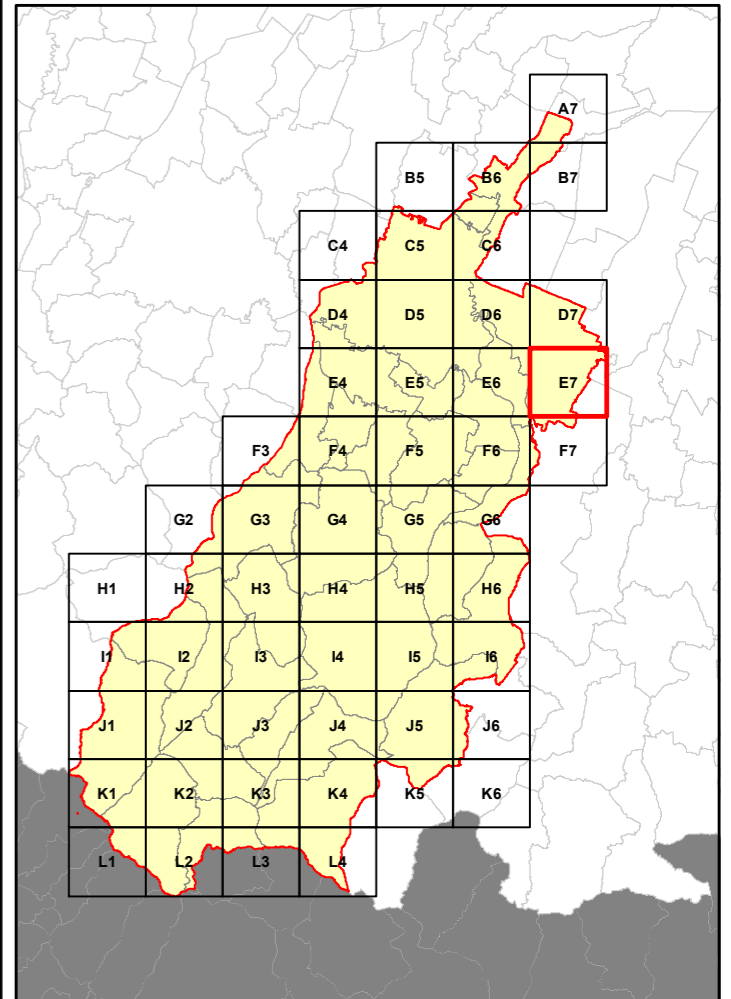 A7
B5 B6 B7
C4 C5 C6
D4 D5 D6 D7
E4 E5 E6 E7
F3 F4 F5 F6 F7
G2 G3 G4 G5 G6
H1 H2 H3 H4 H5 H6
I1 I2 I3 I4 I5 I6
J1 J2 J3 J4 J5 J6
K1 K2 K3 K4 K5 K6
L1 L2 L3 L4